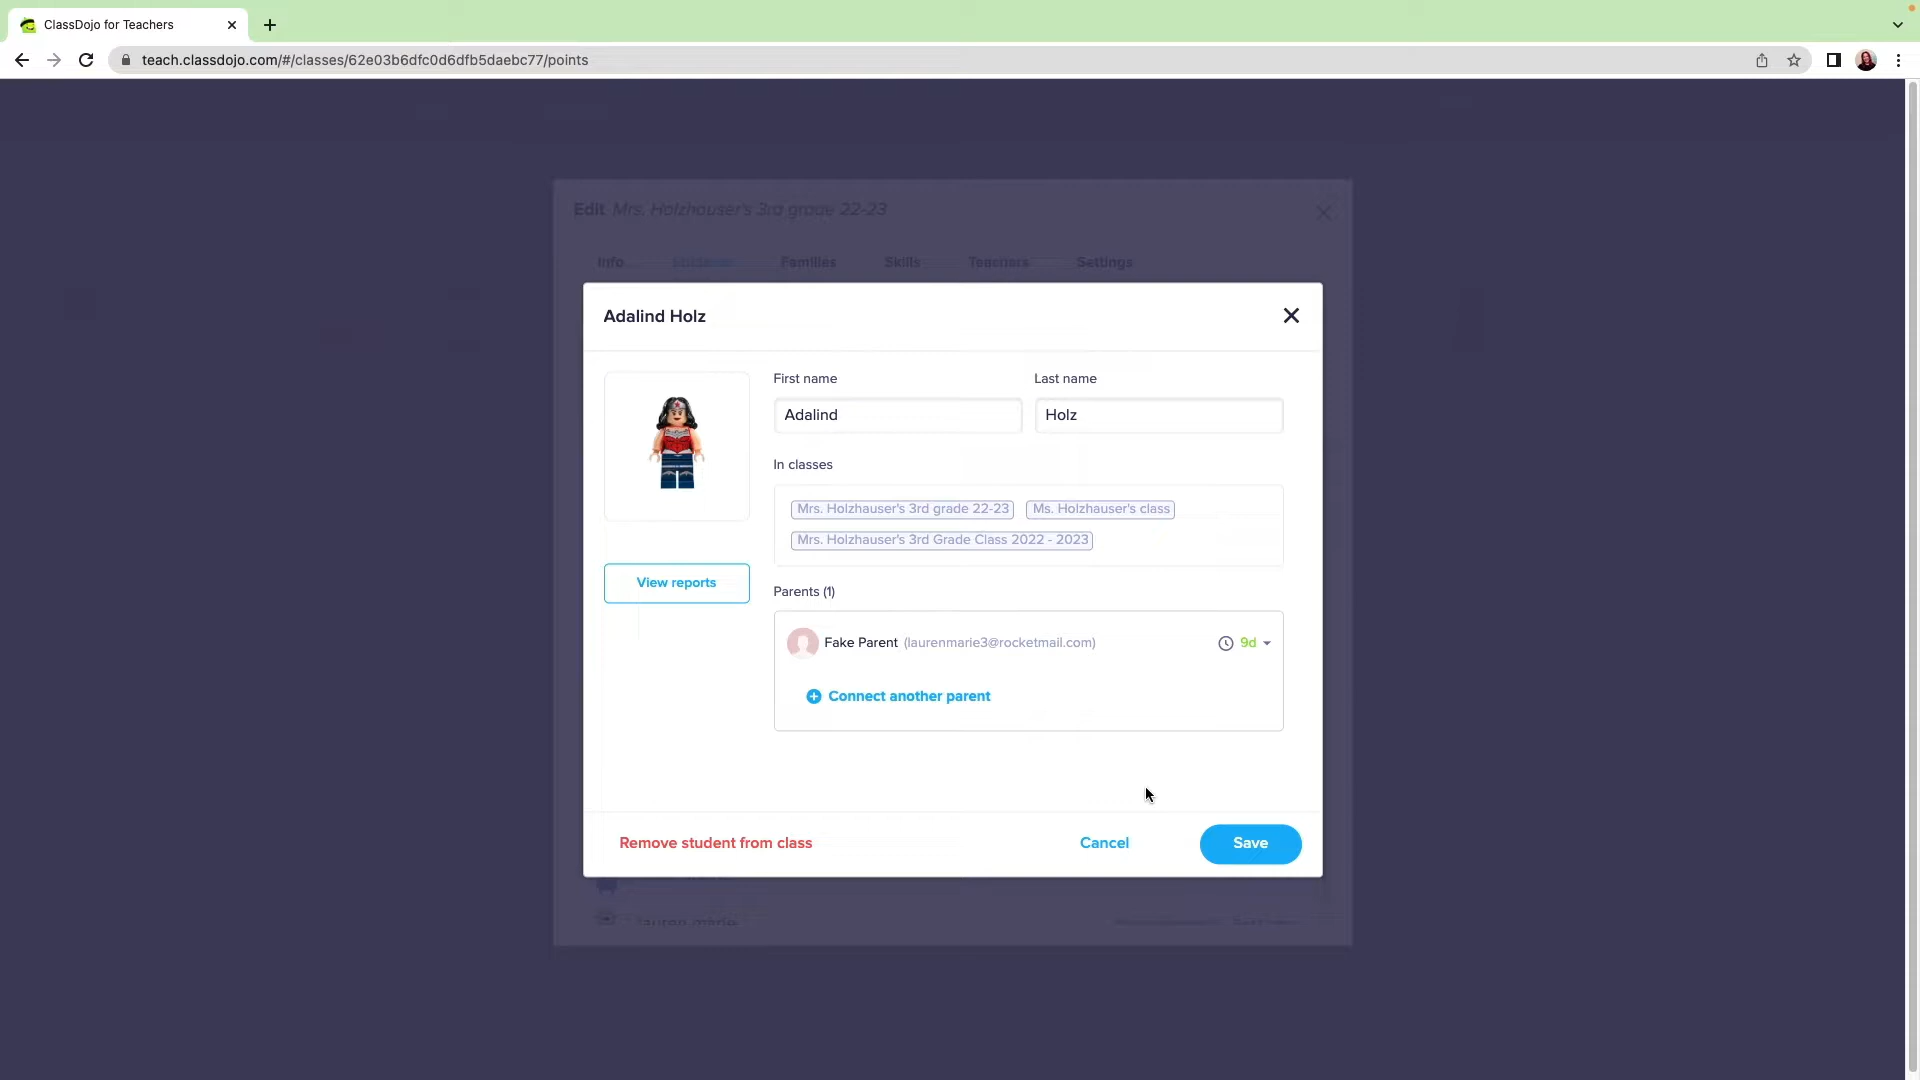 ClassDojo for Teachers
teach.classdojo.com/#/classes/62e03b6dfc0d6dfb5daebc77/points
Edit Mrs. Holzhauser's 3rd grade 22-23
Info Students Families Skills Teachers Settings
Adalind Holz
First name Last name
Adalind Holz
In classes
Mrs. Holzhauser's 3rd grade 22-23 Ms. Holzhauser's class
Mrs. Holzhauser's 3rd Grade Class 2022 - 2023
View reports
Parents (1)
Fake Parent (laurenmarie3@rocketmail.com) 9d
Connect another parent
Remove student from class Cancel Save
lauren marie